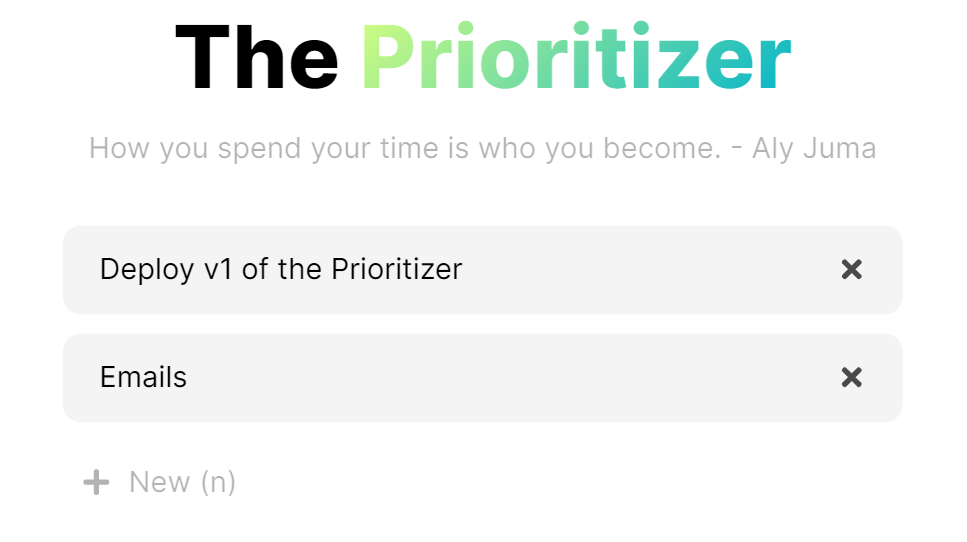 The Prioritizer
How you spend your time is who you become. - Aly Juma
Deploy v1 of the Prioritizer
Emails
New (n)